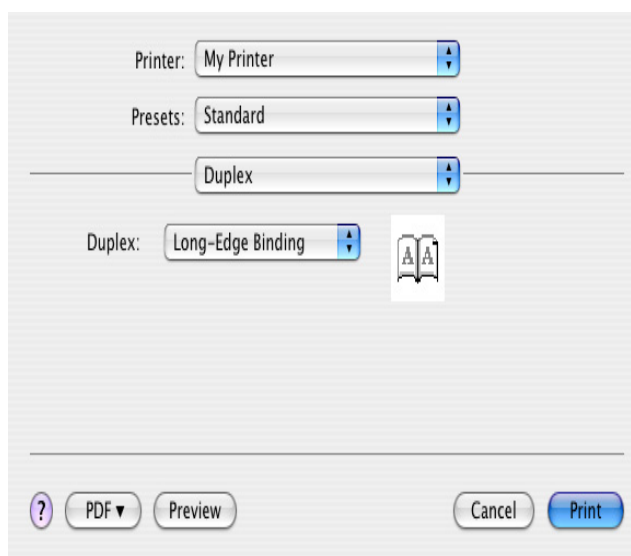 Printer: My Printer
Presets: Standard
Duplex
Duplex: Long-Edge Binding
A A
? PDF▼ Preview Cancel Print